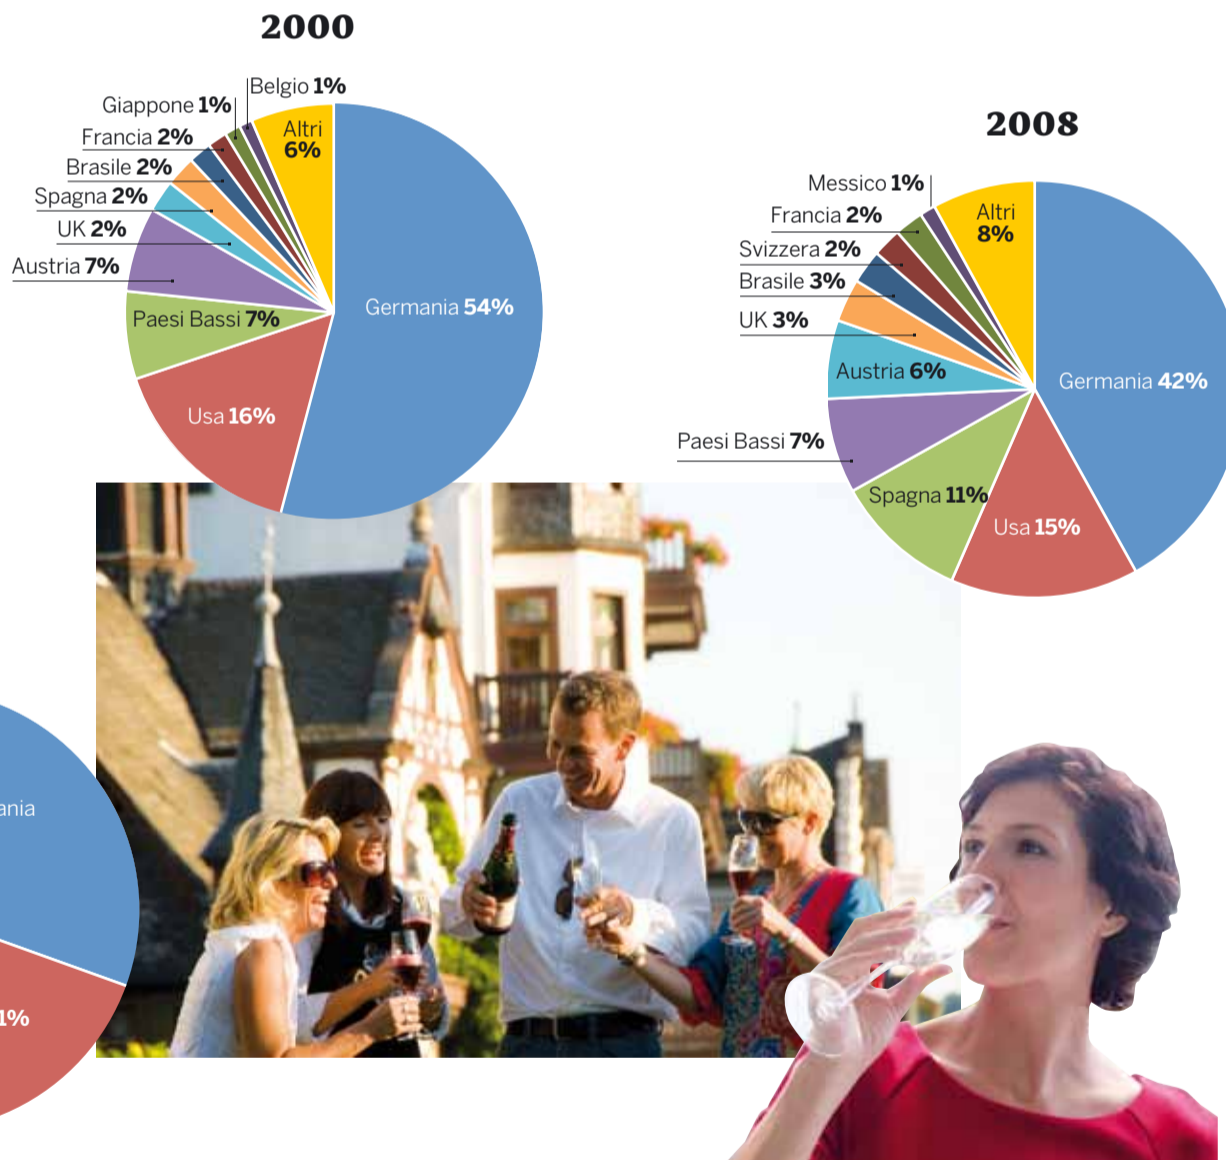 2000
Belgio 1%
Giappone 1%
Francia 2%
Brasile 2%
Spagna 2%
UK 2%
Austria 7%
Paesi Bassi 7%
Usa 16%
Altri
6%
Germania 54%
2008
Messico 1%
Francia 2%
Svizzera 2%
Brasile 3%
UK 3%
Austria 6%
Paesi Bassi 7%
Spagna 11%
Usa 15%
Altri
8%
Germania 42%
ania
1%